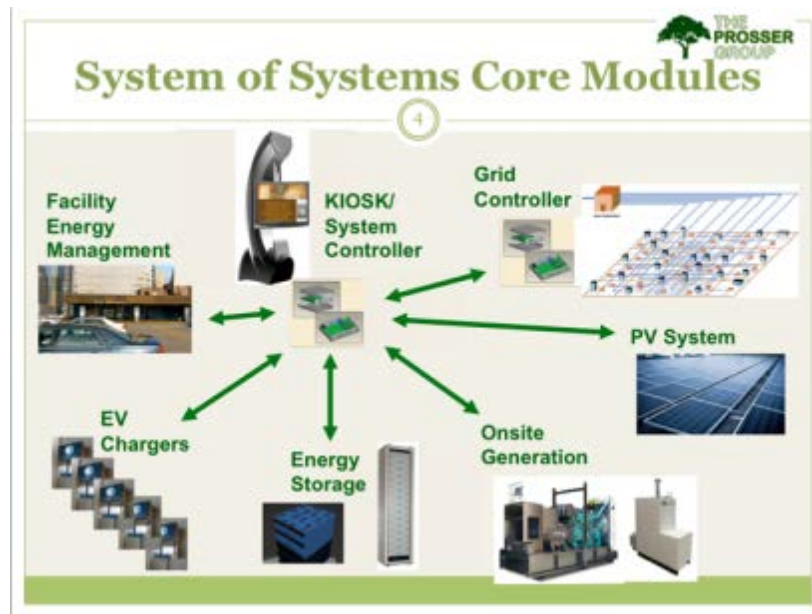 THE
PROSSER
GROUP
System of Systems Core Modules
4
Facility
Energy
Management
KIOSK/
System
Controller
Grid
Controller
PV System
EV
Chargers
Energy
Storage
Onsite
Generation